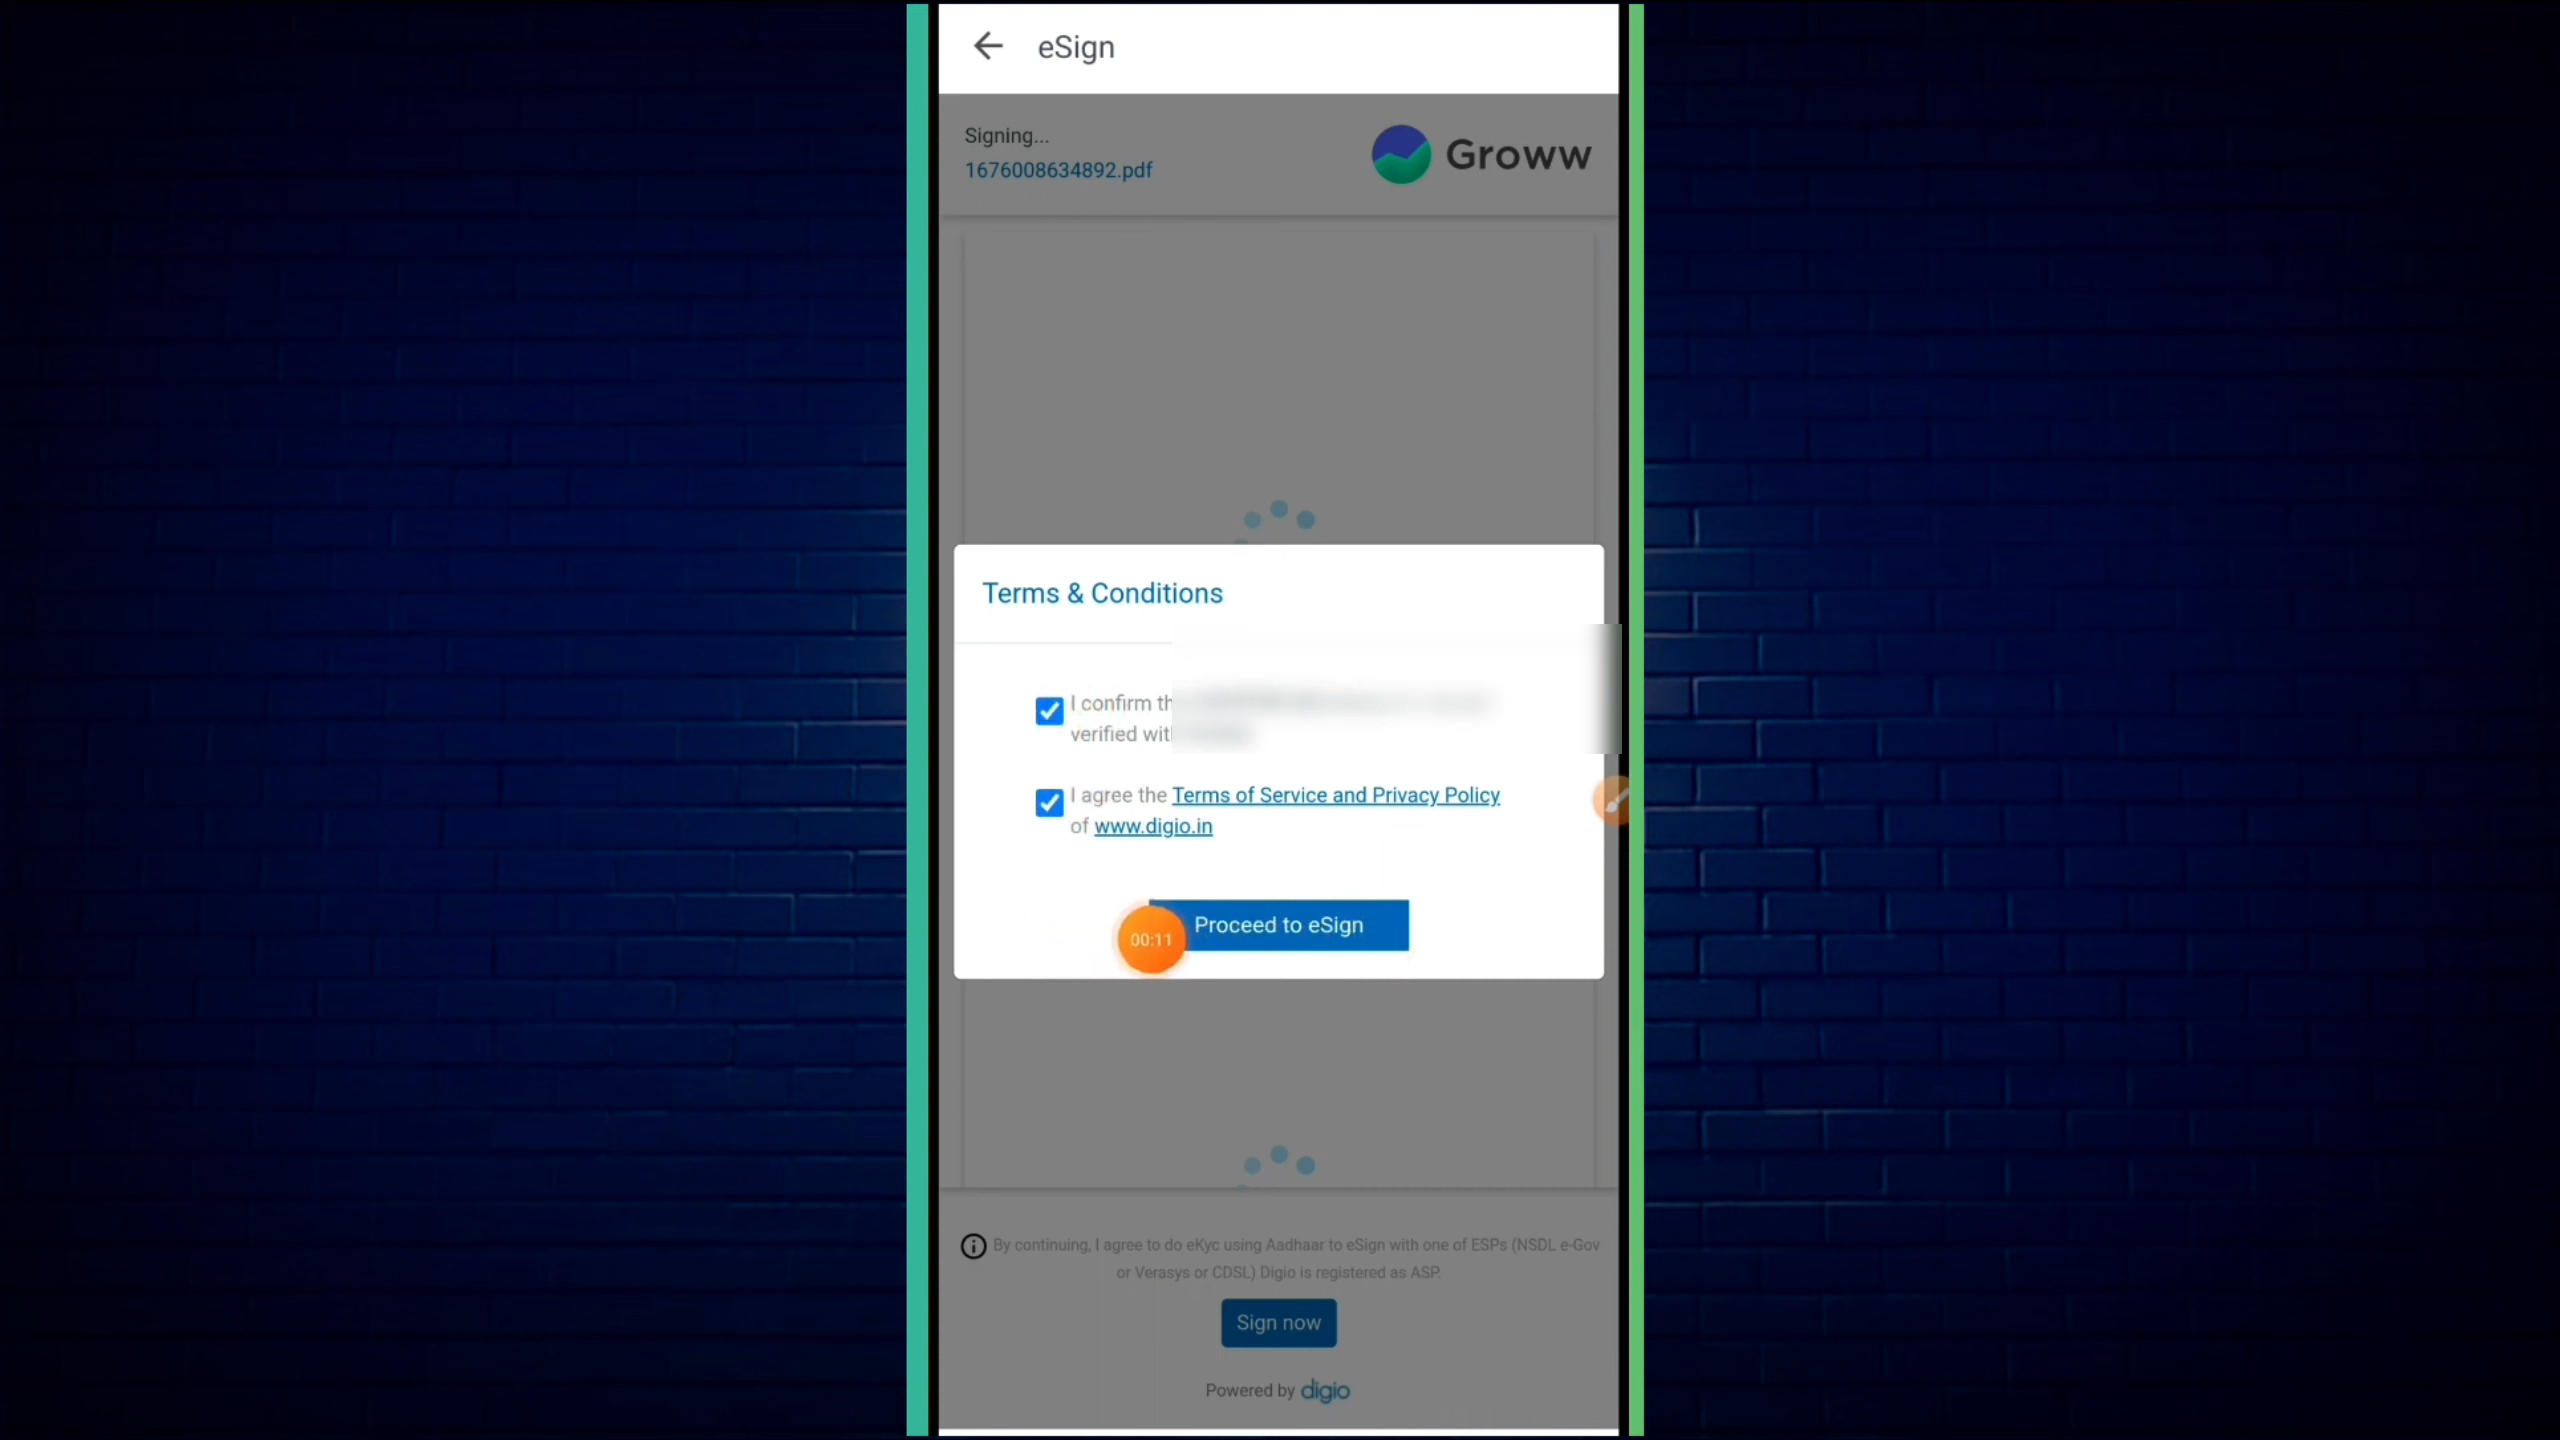 eSign
Signing...
1676008634892.pdf
Groww
Terms & Conditions
I confirm
verified
I agree the Terms of Service and Privacy Policy
of www.digio.in
Proceed to eSign
00:11
By continuing, I agree to do eKyc using Aadhaar to eSign with one of ESPs (NSDL e-Gov
or Verasys or CDSL) Digio is registered as ASP.
Sign now
Powered by digio